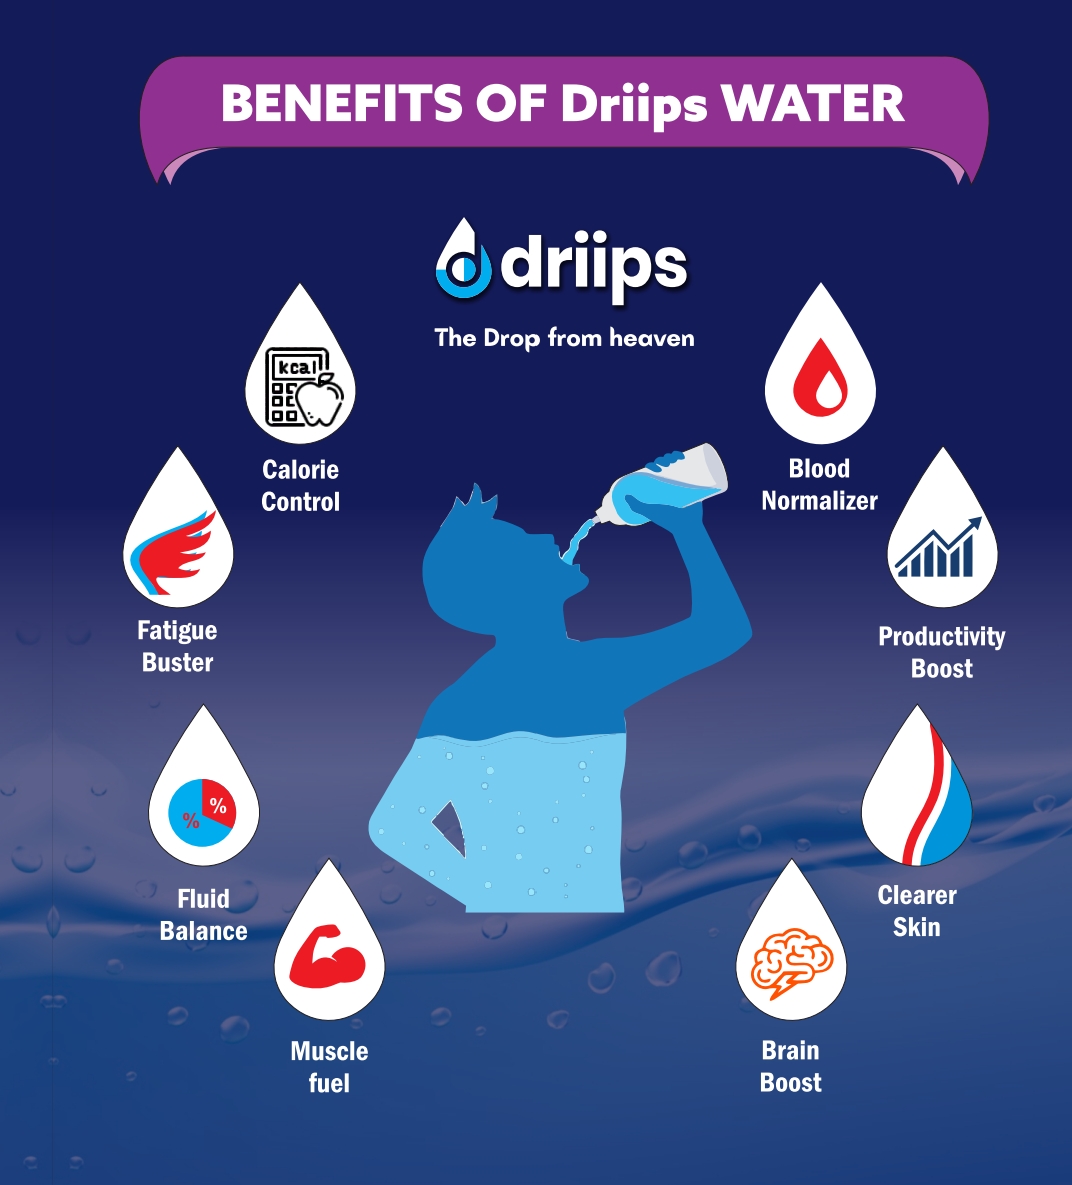 BENEFITS OF Driips WATER
driips
The Drop from heaven
kcal
Calorie
Control
Blood
Normalizer
Fatigue
Buster
Productivity
Boost
%
%
Fluid
Balance
Clearer
Skin
Muscle
fuel
Brain
Boost